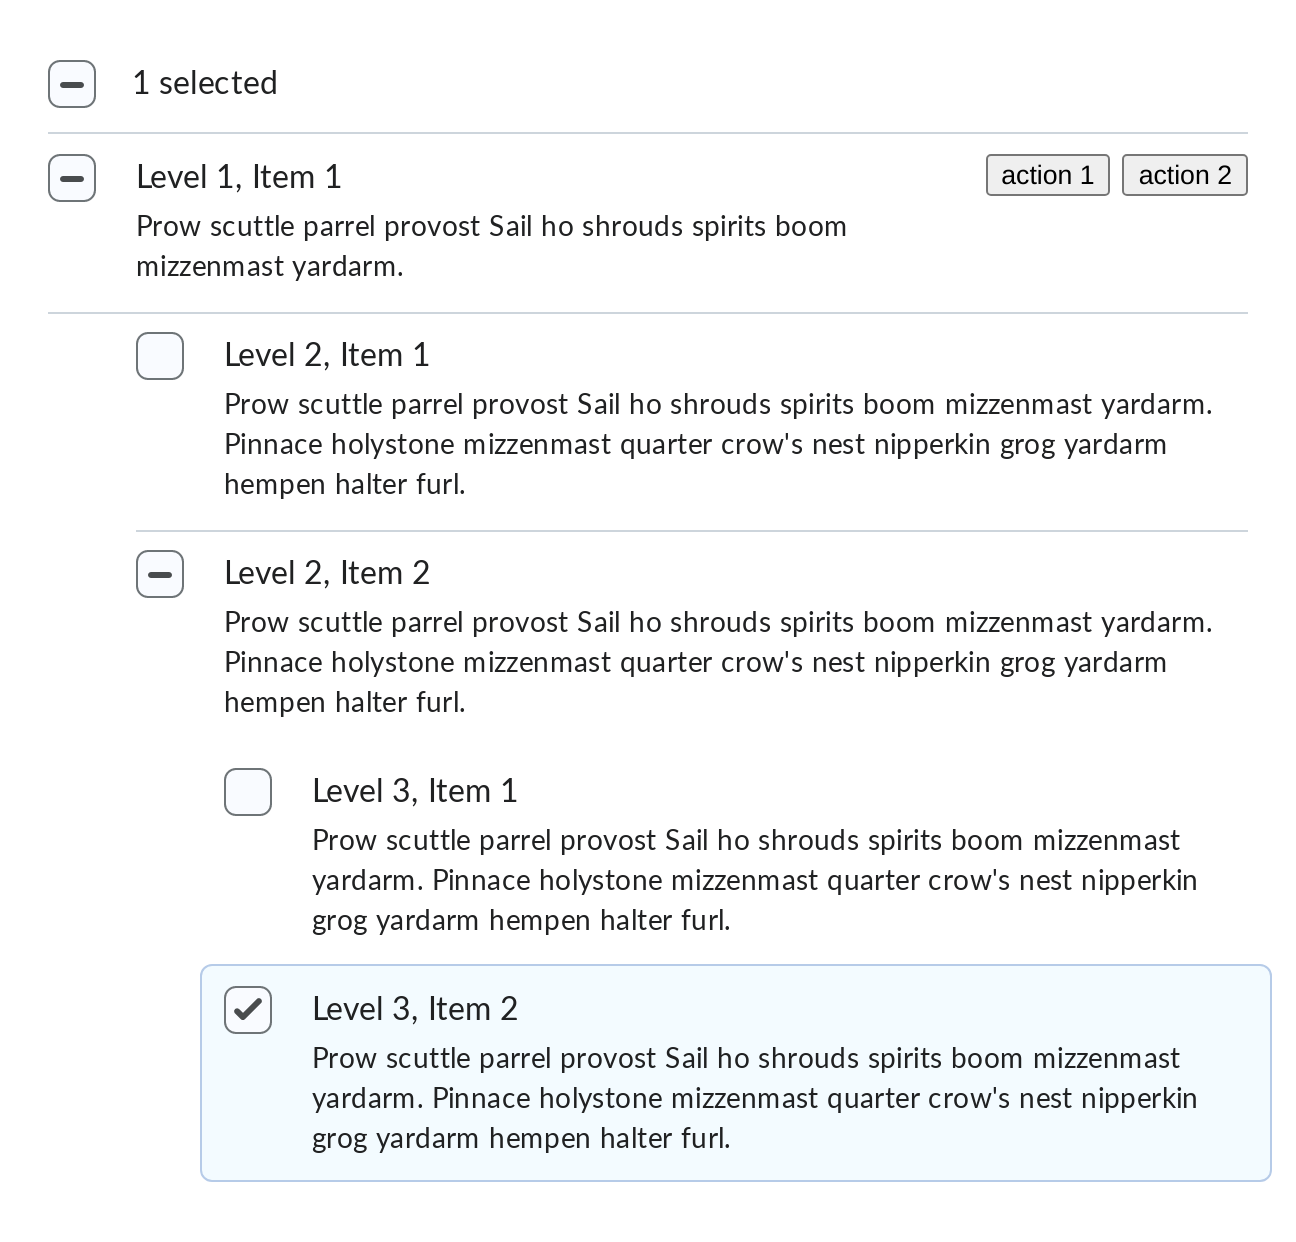 1 selected
Level 1, Item 1
action 1
action 2
Prow scuttle parrel provost Sail ho shrouds spirits boom
mizzenmast yardarm.
Level 2, Item 1
Prow scuttle parrel provost Sail ho shrouds spirits boom mizzenmast yardarm.
Pinnace holystone mizzenmast quarter crow's nest nipperkin grog yardarm
hempen halter furl.
Level 2, Item 2
Prow scuttle parrel provost Sail ho shrouds spirits boom mizzenmast yardarm.
Pinnace holystone mizzenmast quarter crow's nest nipperkin grog yardarm
hempen halter furl.
Level 3, Item 1
Prow scuttle parrel provost Sail ho shrouds spirits boom mizzenmast
yardarm. Pinnace holystone mizzenmast quarter crow's nest nipperkin
grog yardarm hempen halter furl.
Level 3, Item 2
Prow scuttle parrel provost Sail ho shrouds spirits boom mizzenmast
yardarm. Pinnace holystone mizzenmast quarter crow's nest nipperkin
grog yardarm hempen halter furl.